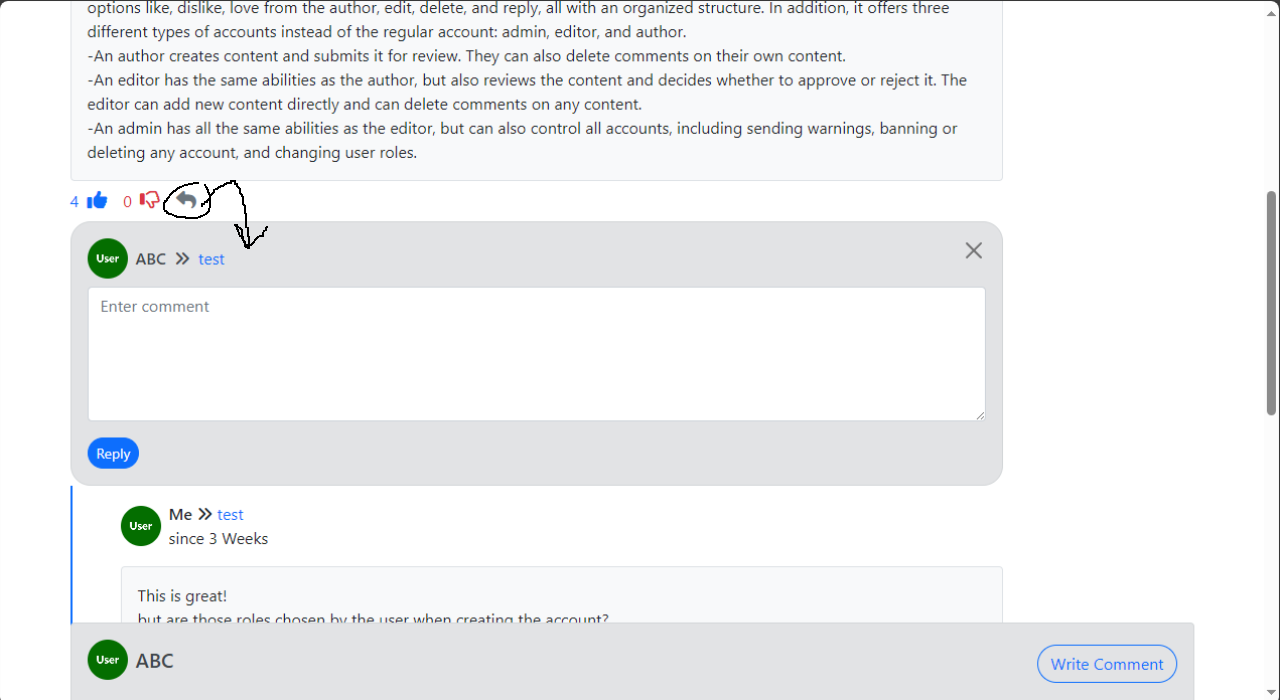 options like, dislike, love from the author, edit, delete, and reply, all with an organized structure. In addition, it offers three
different types of accounts instead of the regular account: admin, editor, and author.
-An author creates content and submits it for review. They can also delete comments on their own content.
-An editor has the same abilities as the author, but also reviews the content and decides whether to approve or reject it. The
editor can add new content directly and can delete comments on any content.
-An admin has all the same abilities as the editor, but can also control all accounts, including sending warnings, banning or
deleting any account, and changing user roles.
4 0
User ABC » test
Enter comment
Reply
User Me » test
since 3 Weeks
This is great!
but are those roles chosen by the user when creating the account?
User ABC Write Comment